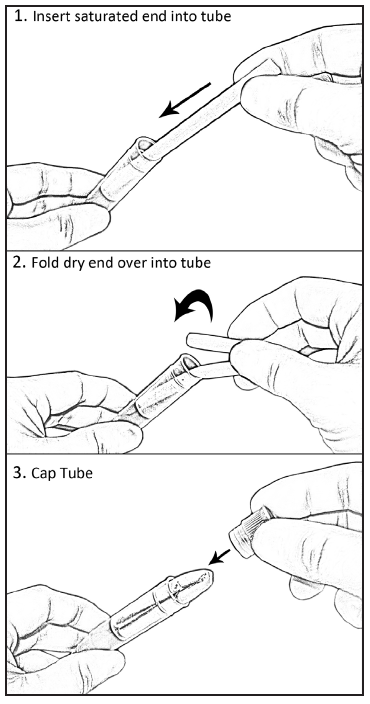 1. Insert saturated end into tube
2. Fold dry end over into tube
3. Cap Tube